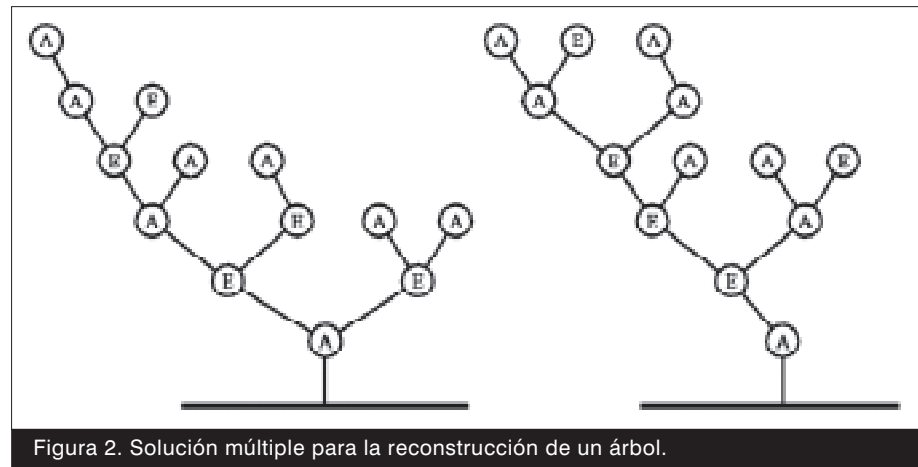 A A E A
A E A A
E A A E A A E
A E A A E A
E E E
A A
Figura 2. Solución múltiple para la reconstrucción de un árbol.